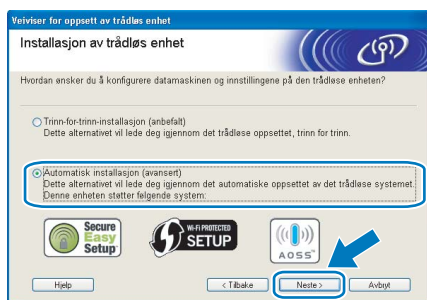 Veiviser for oppsett av trådløs enhet
Installasjon av trådløs enhet
Hvordan ønsker du å konfigurere datamaskinen og innstillingene på den trådløse enheten?
Trinn-for-trinn-installasjon (anbefalt)
Dette alternativet vil lede deg igjennom det trådløse oppsettet, trinn for trinn.
Automatisk installasjon (avansert)
Dette alternativet vil lede deg igjennom det automatiske oppsettet av det trådløse systemet.
Denne enheten støtter følgende system:
Secure
Easy
Setup
WI-FI PROTECTED
SETUP
AOSS™
Hjelp
< Tilbake
Neste >
Avbryt